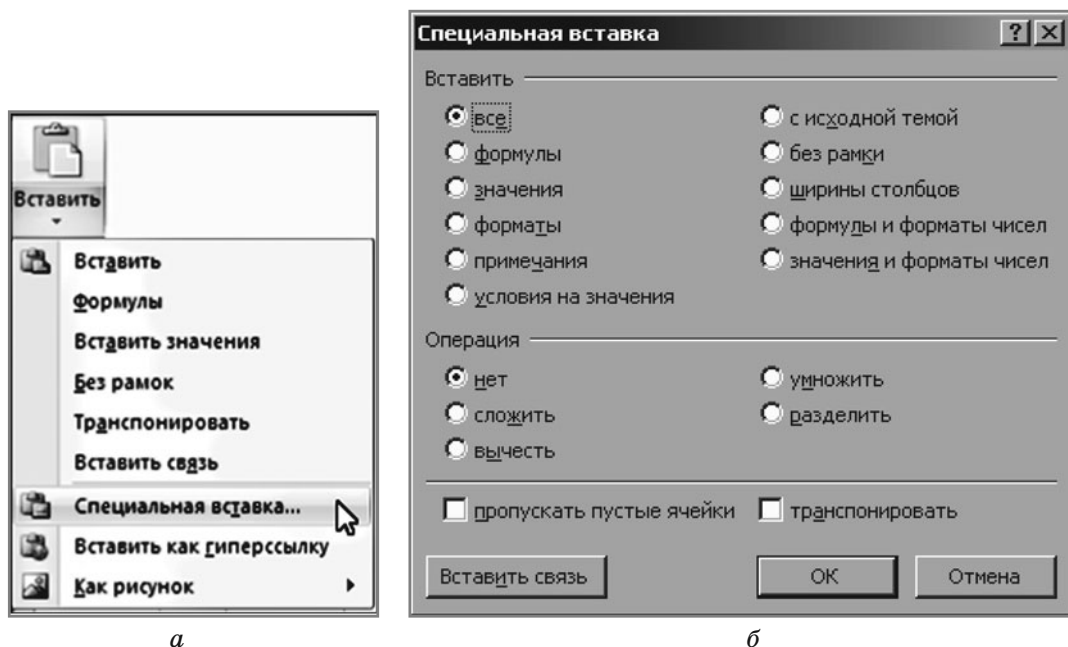 Вставить
Вставить
Формулы
Вставить значения
Без рамок
Транспонировать
Вставить связь
Специальная вставка...
Вставить как гиперссылку
Как рисунок
а
Специальная вставка
Вставить
все
с исходной темой
формулы
без рамки
значения
ширины столбцов
форматы
формулы и форматы чисел
примечания
значения и форматы чисел
условия на значения
Операция
нет
умножить
сложить
разделить
вычесть
пропускать пустые ячейки
транспонировать
Вставить связь
ОК
Отмена
б